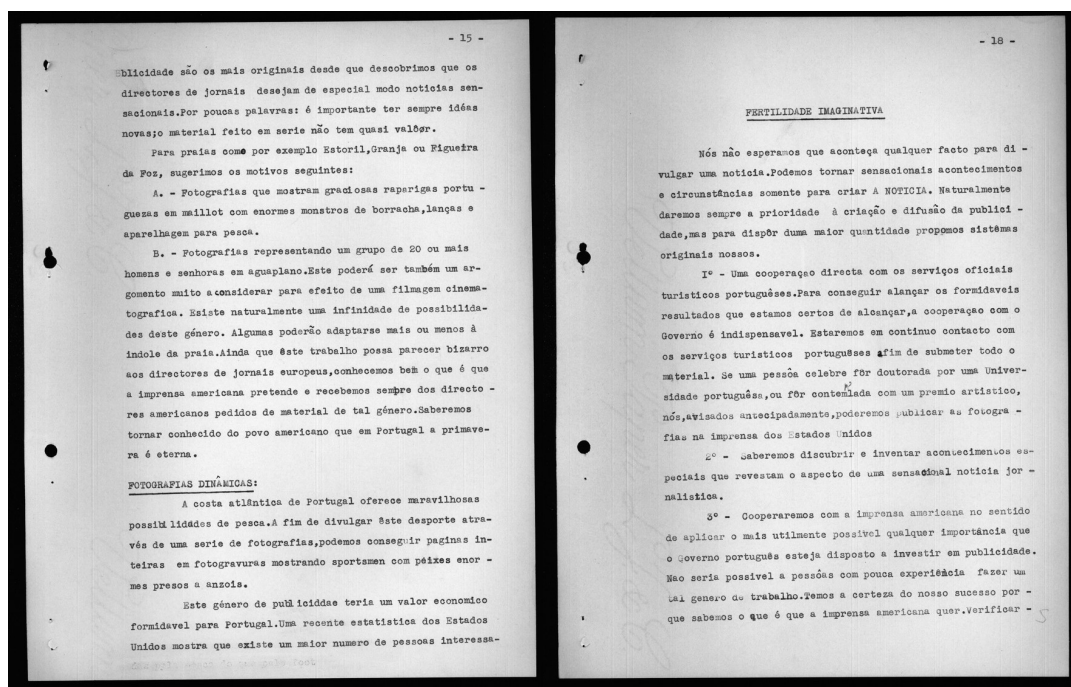 - 15 -
blicidade são os mais originais desde que descobrimos que os
directores de jornais desejam de especial modo noticias sen-
sacionais.Por poucas palavras: é importante ter sempre idéas
novas;o material feito em serie não tem quasi valôr.
Para praias como por exemplo Estoril,Granja ou Figueira
da Foz, sugerimos os motivos seguintes:
A. - Fotografias que mostram graciosas raparigas portu -
guezas em maillot com enormes monstros de borracha,lanças e
aparelhagem para pesca.
B. - Fotografias representando um grupo de 20 ou mais
homens e senhoras em aguaplano.Este poderá ser também um ar-
gomento muito a considerar para efeito de uma filmagem cinema-
tografica. Esiste naturalmente uma infinidade de possibilida-
des deste género. Algumas poderão adaptarse mais ou menos à
indole da praia.Ainda que êste trabalho possa parecer bizarro
aos directores de jornais europeus,conhecemos bem o que é que
a imprensa americana pretende e recebemos sempre dos directo -
res americanos pedidos de material de tal género.Saberemos
tornar conhecido do povo americano que em Portugal a primave-
ra é eterna.
FOTOGRAFIAS DINÂMICAS:
A costa atlântica de Portugal oferece maravilhosas
possibilidades de pesca.A fim de divulgar êste desporte atra-
vés de uma serie de fotografias,podemos conseguir paginas in-
teiras em fotogravuras mostrando sportsmen com péixes enor -
mes presos a anzois.
Este género de publiciddae teria um valor economico
formidavel para Portugal.Uma recente estatistica dos Estados
Unidos mostra que existe um maior numero de pessoas interessa-
- 18 -
FERTILIDADE IMAGINATIVA
Nós não esperamos que aconteça qualquer facto para di -
vulgar uma noticia.Podemos tornar sensacionais acontecimentos
e circunstâncias somente para criar A NOTICIA. Naturalmente
daremos sempre a prioridade à criação e difusão da publici -
dade,mas para dispôr duma maior quantidade propomos sistêmas
originais nossos.
1º - Uma cooperaçao directa com os serviços oficiais
turisticos portuguêses.Para conseguir alançar os formidaveis
resultados que estamos certos de alcançar,a cooperaçao com o
Governo é indispensavel. Estaremos em continuo contacto com
os serviços turisticos portuguêses afim de submeter todo o
material. Se uma pessôa celebre fôr doutorada por uma Univer-
sidade portuguêsa,ou fôr contemplada com um premio artistico,
nós,avisados antecipadamente,poderemos publicar as fotogra -
fias na imprensa dos Estados Unidos
2º - Saberemos discubrir e inventar acontecimentos es-
peciais que revestam o aspecto de uma sensacional noticia jor -
nalistica.
3º - Cooperaremos com a imprensa americana no sentido
de aplicar o mais utilmente possivel qualquer importância que
o Governo português esteja disposto a investir em publicidade.
Nao seria possivel a pessôas com pouca experiência fazer um
tal genero de trabalho.Temos a certeza do nosso sucesso por -
que sabemos o que é que a imprensa americana quer.Verificar -